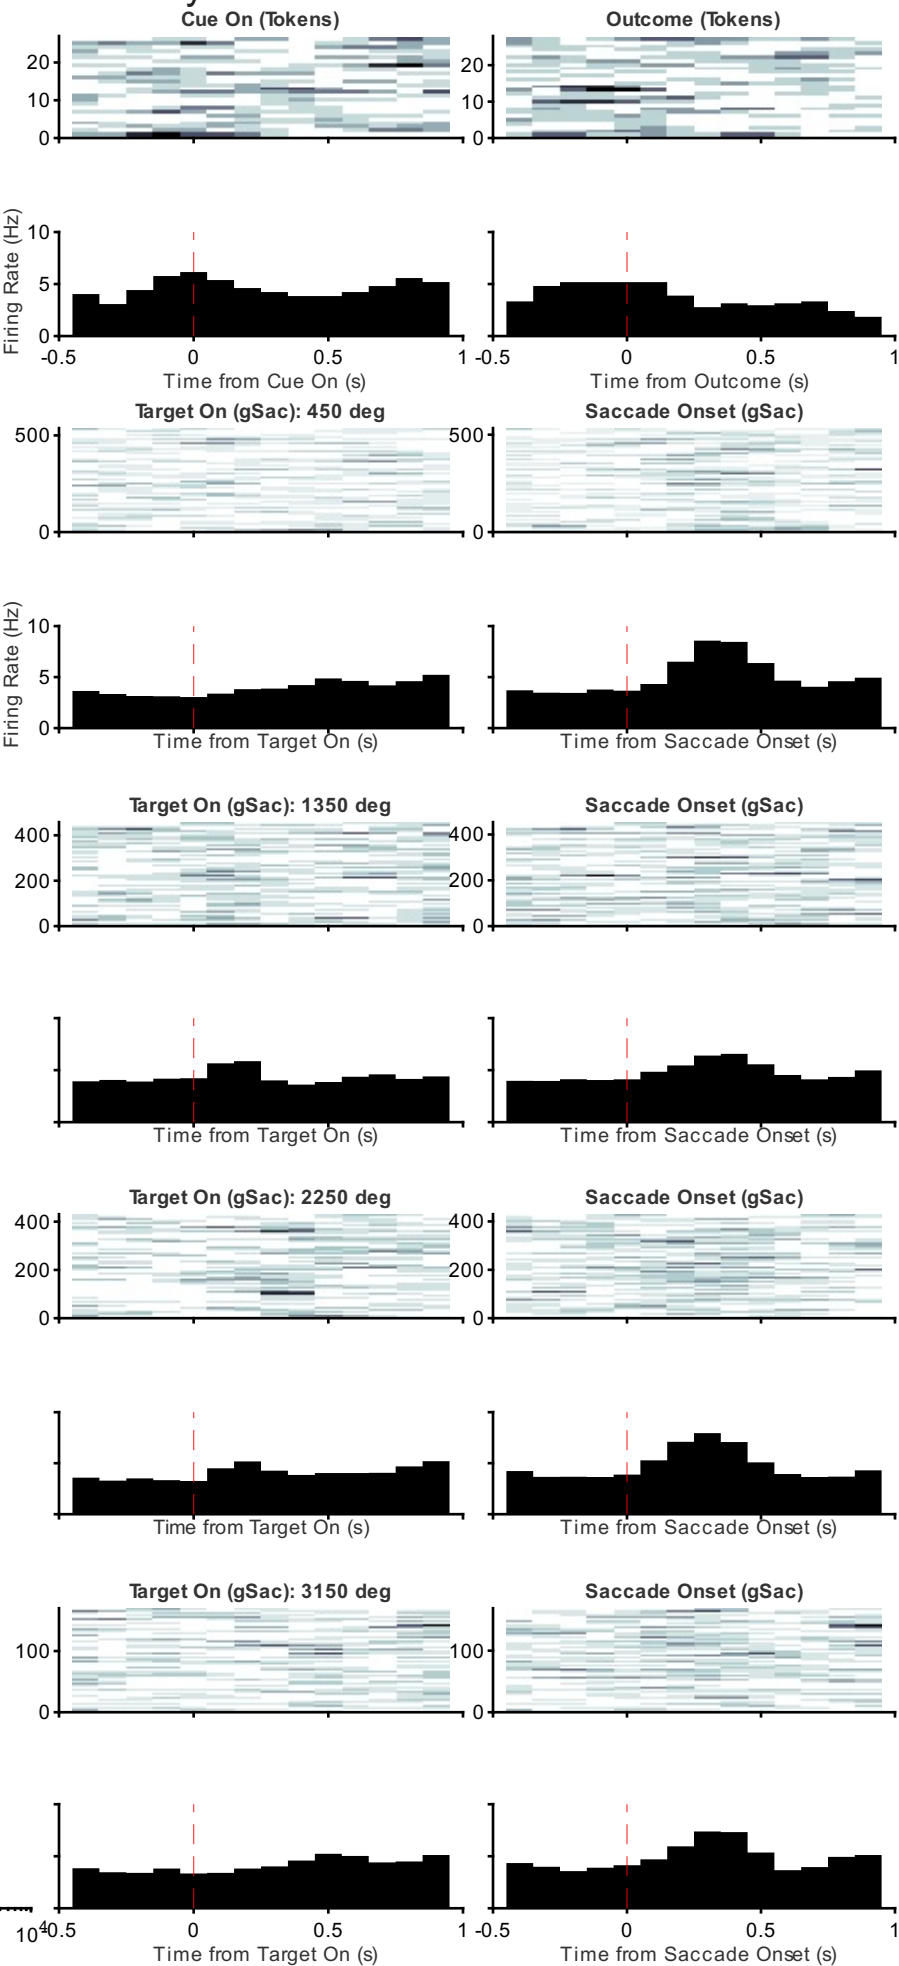 y
Cue On (Tokens) Outcome (Tokens)
20 20
10 10
0 0
Firing Rate (Hz)
10
5
0
-0.5 0 0.5 1 -0.5 0 0.5 1
Time from Cue On (s) Time from Outcome (s)
Target On (gSac): 450 deg Saccade Onset (gSac)
500 500
0 0
Firing Rate (Hz)
10
5
0
Time from Target On (s) Time from Saccade Onset (s)
Target On (gSac): 1350 deg Saccade Onset (gSac)
400 400
200 200
0 0
Time from Target On (s) Time from Saccade Onset (s)
Target On (gSac): 2250 deg Saccade Onset (gSac)
400 400
200 200
0 0
Time from Target On (s) Time from Saccade Onset (s)
Target On (gSac): 3150 deg Saccade Onset (gSac)
100 100
0 0
10⁴ -0.5 0 0.5 1 -0.5 0 0.5 1
Time from Target On (s) Time from Saccade Onset (s)